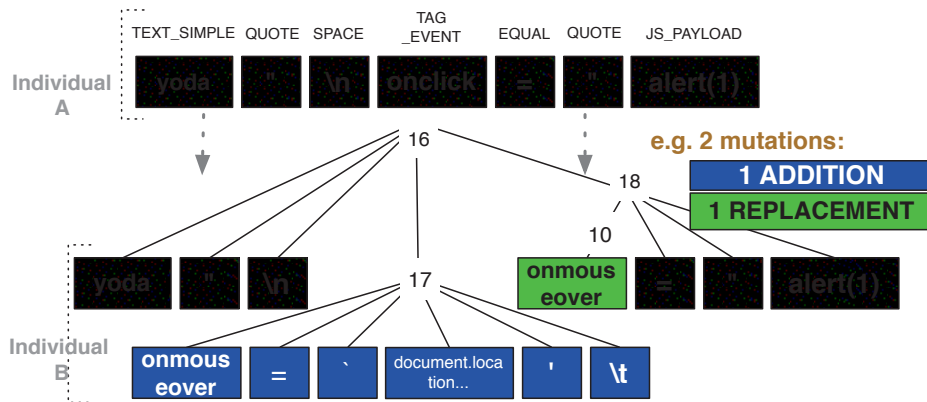 TEXT_SIMPLE QUOTE SPACE TAG _EVENT EQUAL QUOTE JS_PAYLOAD
Individual A
yoda " \n onclick = " alert(1)
16
e.g. 2 mutations:
1 ADDITION
1 REPLACEMENT
18
10
yoda " \n onmous eover = " alert(1)
17
Individual B
onmous eover = ` document.loca tion... ' \t